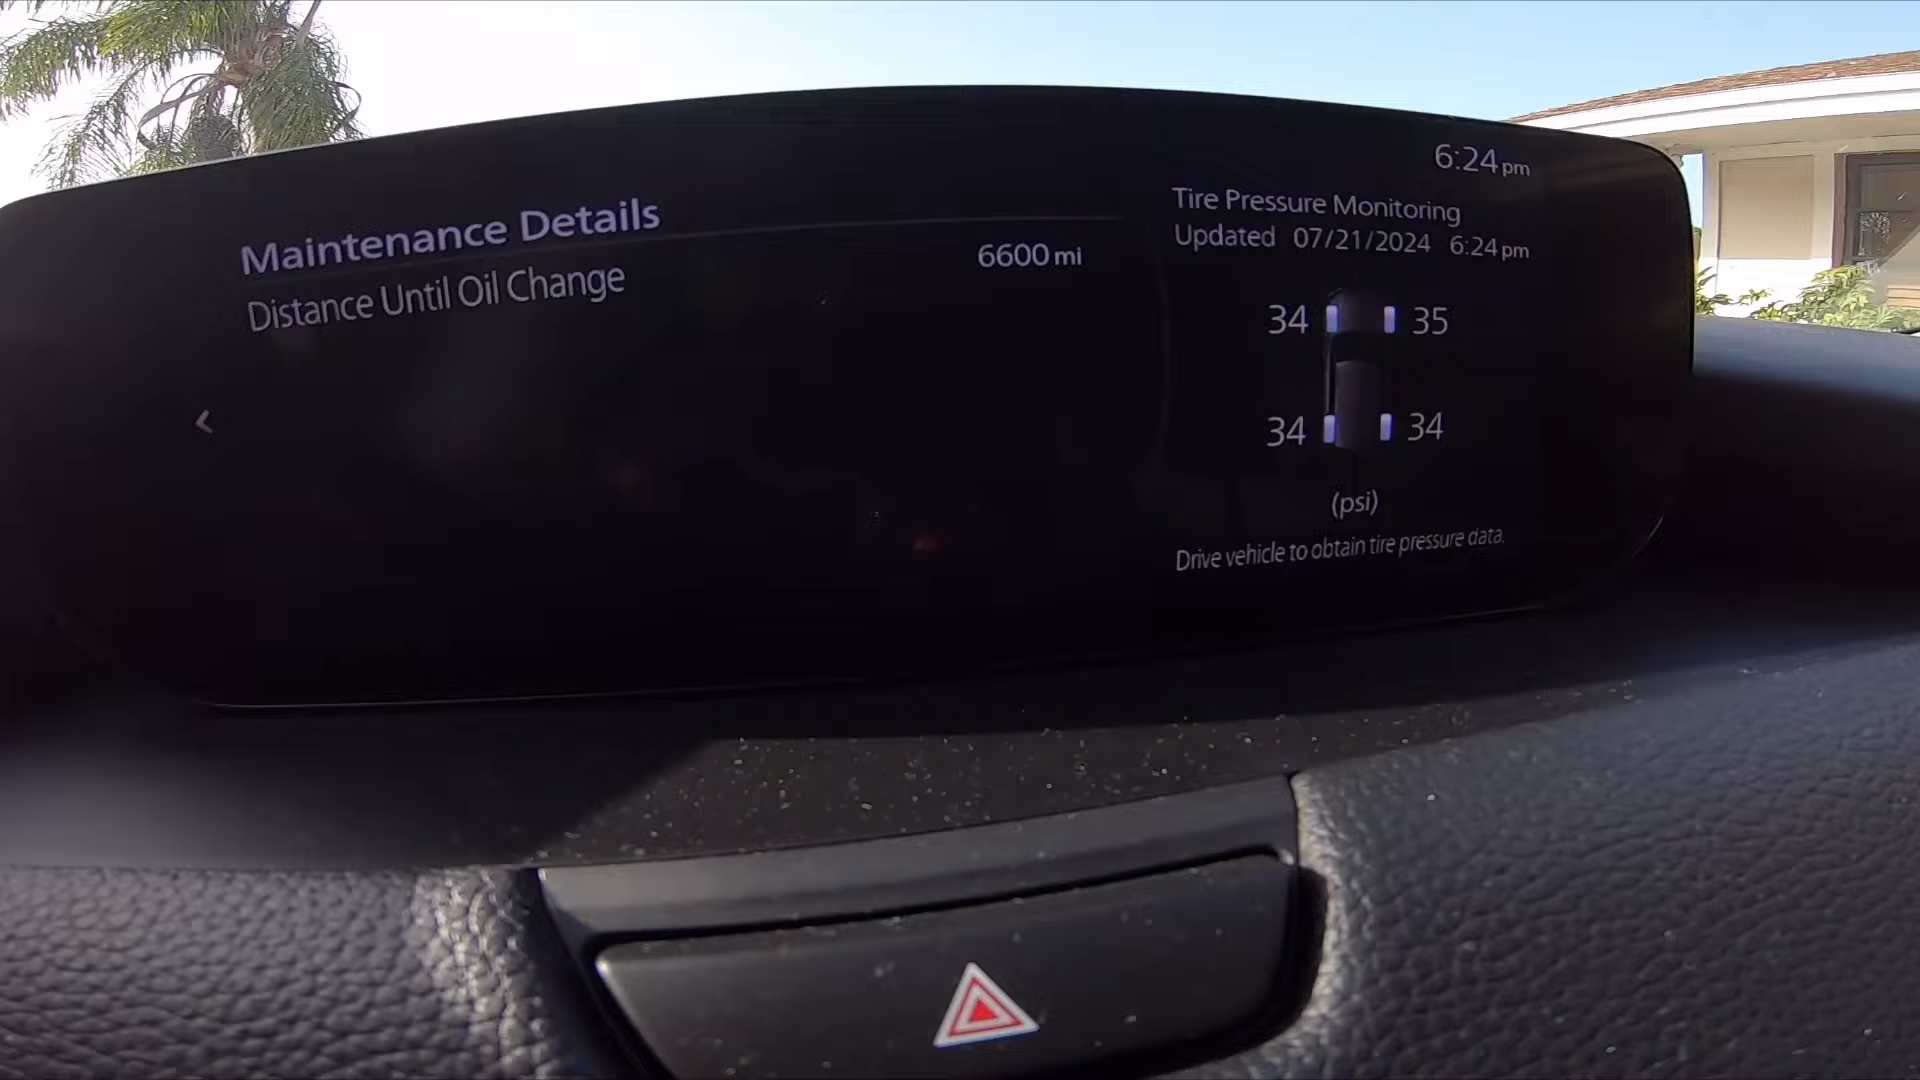 6:24 pm
Maintenance Details
Distance Until Oil Change
6600 mi
Tire Pressure Monitoring
Updated 07/21/2024 6:24 pm
34 35
34 34
(psi)
Drive vehicle to obtain tire pressure data.